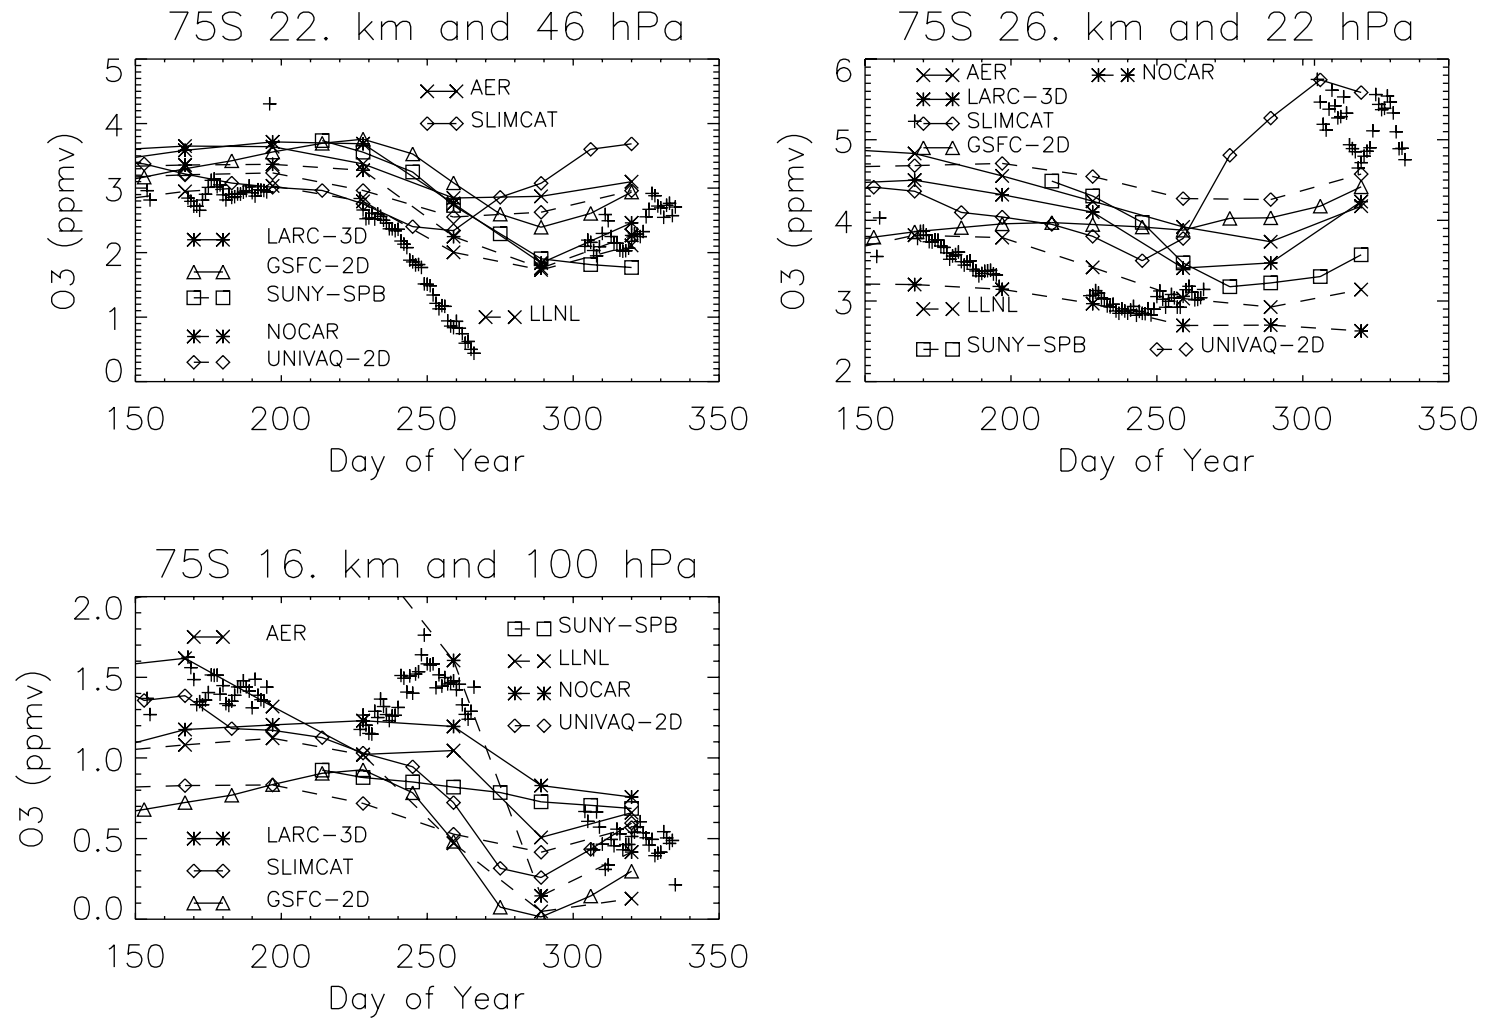 75S 22. km and 46 hPa
5
4
3
2
1
0
O3 (ppmv)
AER
SLIMCAT
LARC-3D
GSFC-2D
SUNY-SPB
NOCAR
UNIVAQ-2D
LLNL
150 200 250 300 350
Day of Year
75S 26. km and 22 hPa
6
5
4
3
2
O3 (ppmv)
AER
NOCAR
LARC-3D
SLIMCAT
GSFC-2D
LLNL
SUNY-SPB
UNIVAQ-2D
150 200 250 300 350
Day of Year
75S 16. km and 100 hPa
2.0
1.5
1.0
0.5
0.0
O3 (ppmv)
AER
SUNY-SPB
LLNL
NOCAR
UNIVAQ-2D
LARC-3D
SLIMCAT
GSFC-2D
150 200 250 300 350
Day of Year